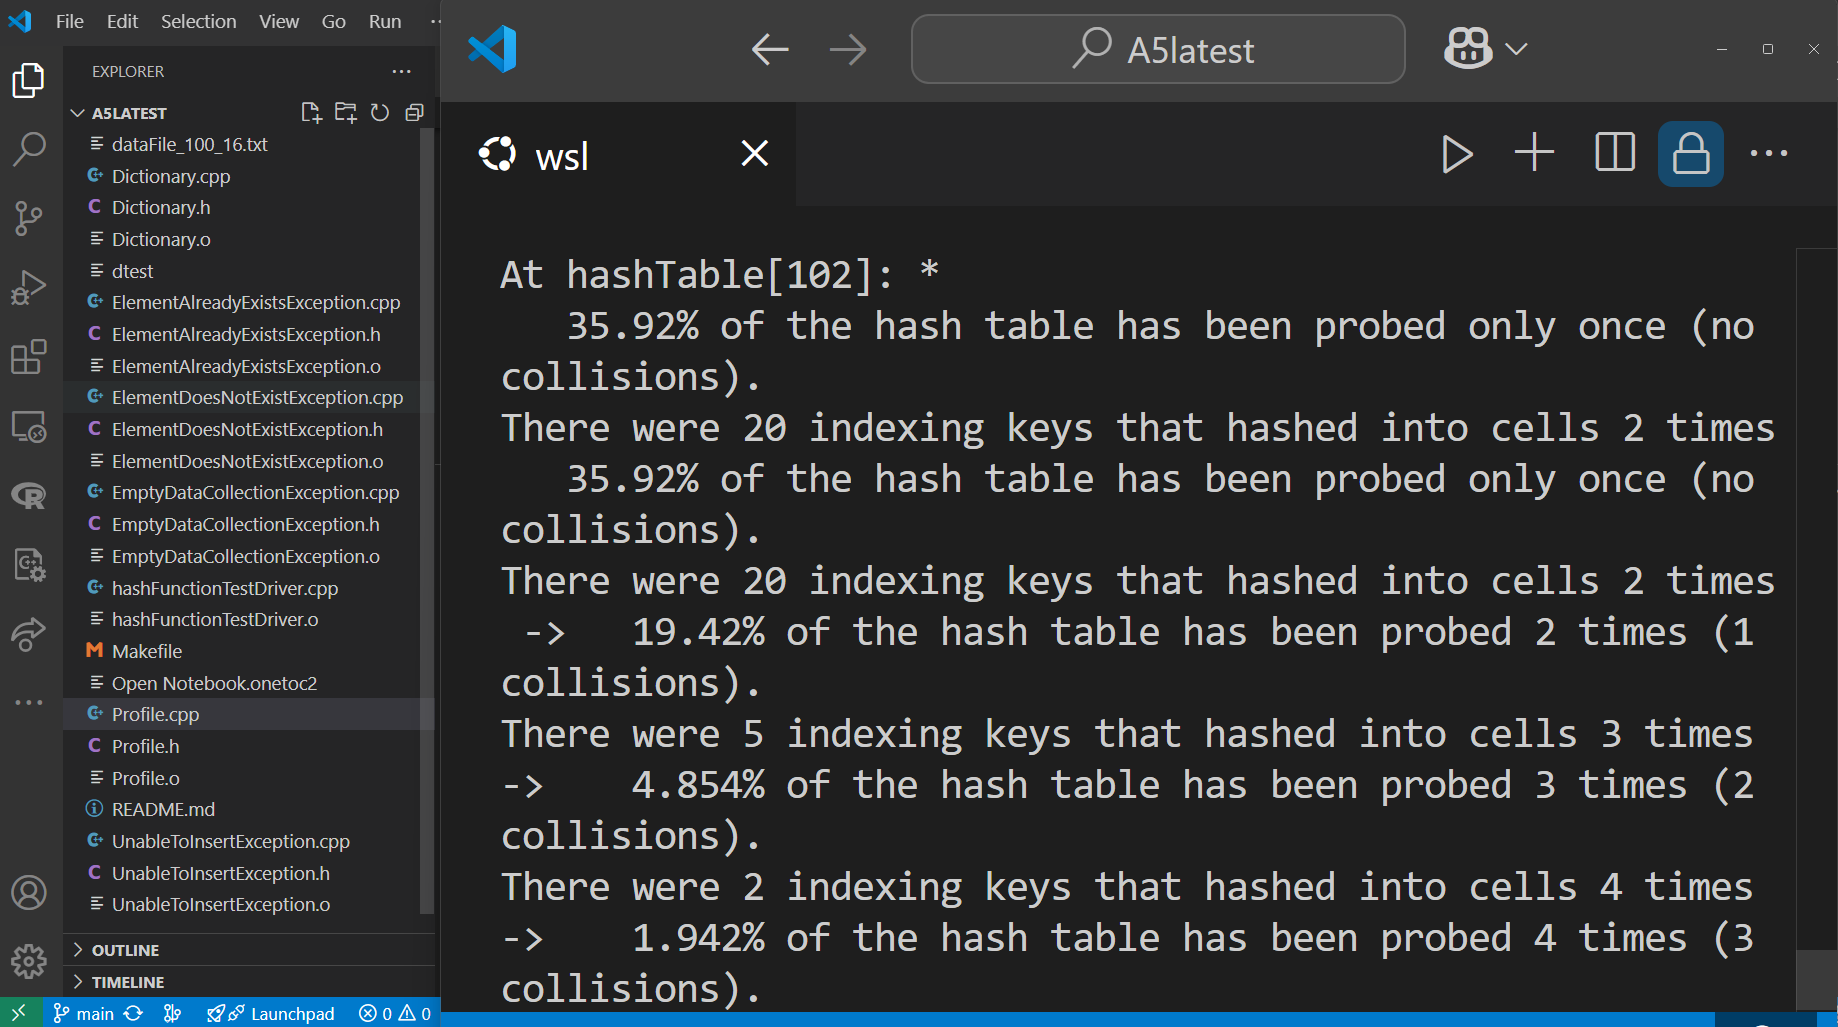 File Edit Selection View Go Run ...
EXPLORER
A5LATEST
dataFile_100_16.txt
Dictionary.cpp
Dictionary.h
Dictionary.o
dtest
ElementAlreadyExistsException.cpp
ElementAlreadyExistsException.h
ElementAlreadyExistsException.o
ElementDoesNotExistException.cpp
ElementDoesNotExistException.h
ElementDoesNotExistException.o
EmptyDataCollectionException.cpp
EmptyDataCollectionException.h
EmptyDataCollectionException.o
hashFunctionTestDriver.cpp
hashFunctionTestDriver.o
Makefile
Open Notebook.onetoc2
Profile.cpp
Profile.h
Profile.o
README.md
UnableToInsertException.cpp
UnableToInsertException.h
UnableToInsertException.o
OUTLINE
TIMELINE
main Launchpad 0 0
A5latest
wsl
At hashTable[102]: *
35.92% of the hash table has been probed only once (no
collisions).
There were 20 indexing keys that hashed into cells 2 times
35.92% of the hash table has been probed only once (no
collisions).
There were 20 indexing keys that hashed into cells 2 times
-> 19.42% of the hash table has been probed 2 times (1
collisions).
There were 5 indexing keys that hashed into cells 3 times
-> 4.854% of the hash table has been probed 3 times (2
collisions).
There were 2 indexing keys that hashed into cells 4 times
-> 1.942% of the hash table has been probed 4 times (3
collisions).